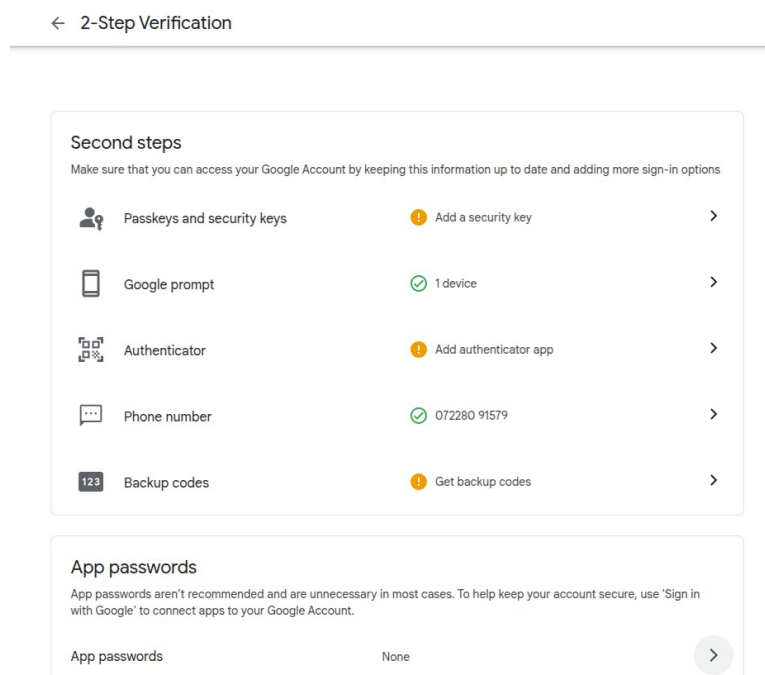 2-Step Verification
Second steps
Make sure that you can access your Google Account by keeping this information up to date and adding more sign-in options
Passkeys and security keys
Add a security key
Google prompt
1 device
Authenticator
Add authenticator app
Phone number
072280 91579
123
Backup codes
Get backup codes
App passwords
App passwords aren't recommended and are unnecessary in most cases. To help keep your account secure, use 'Sign in
with Google' to connect apps to your Google Account.
App passwords
None